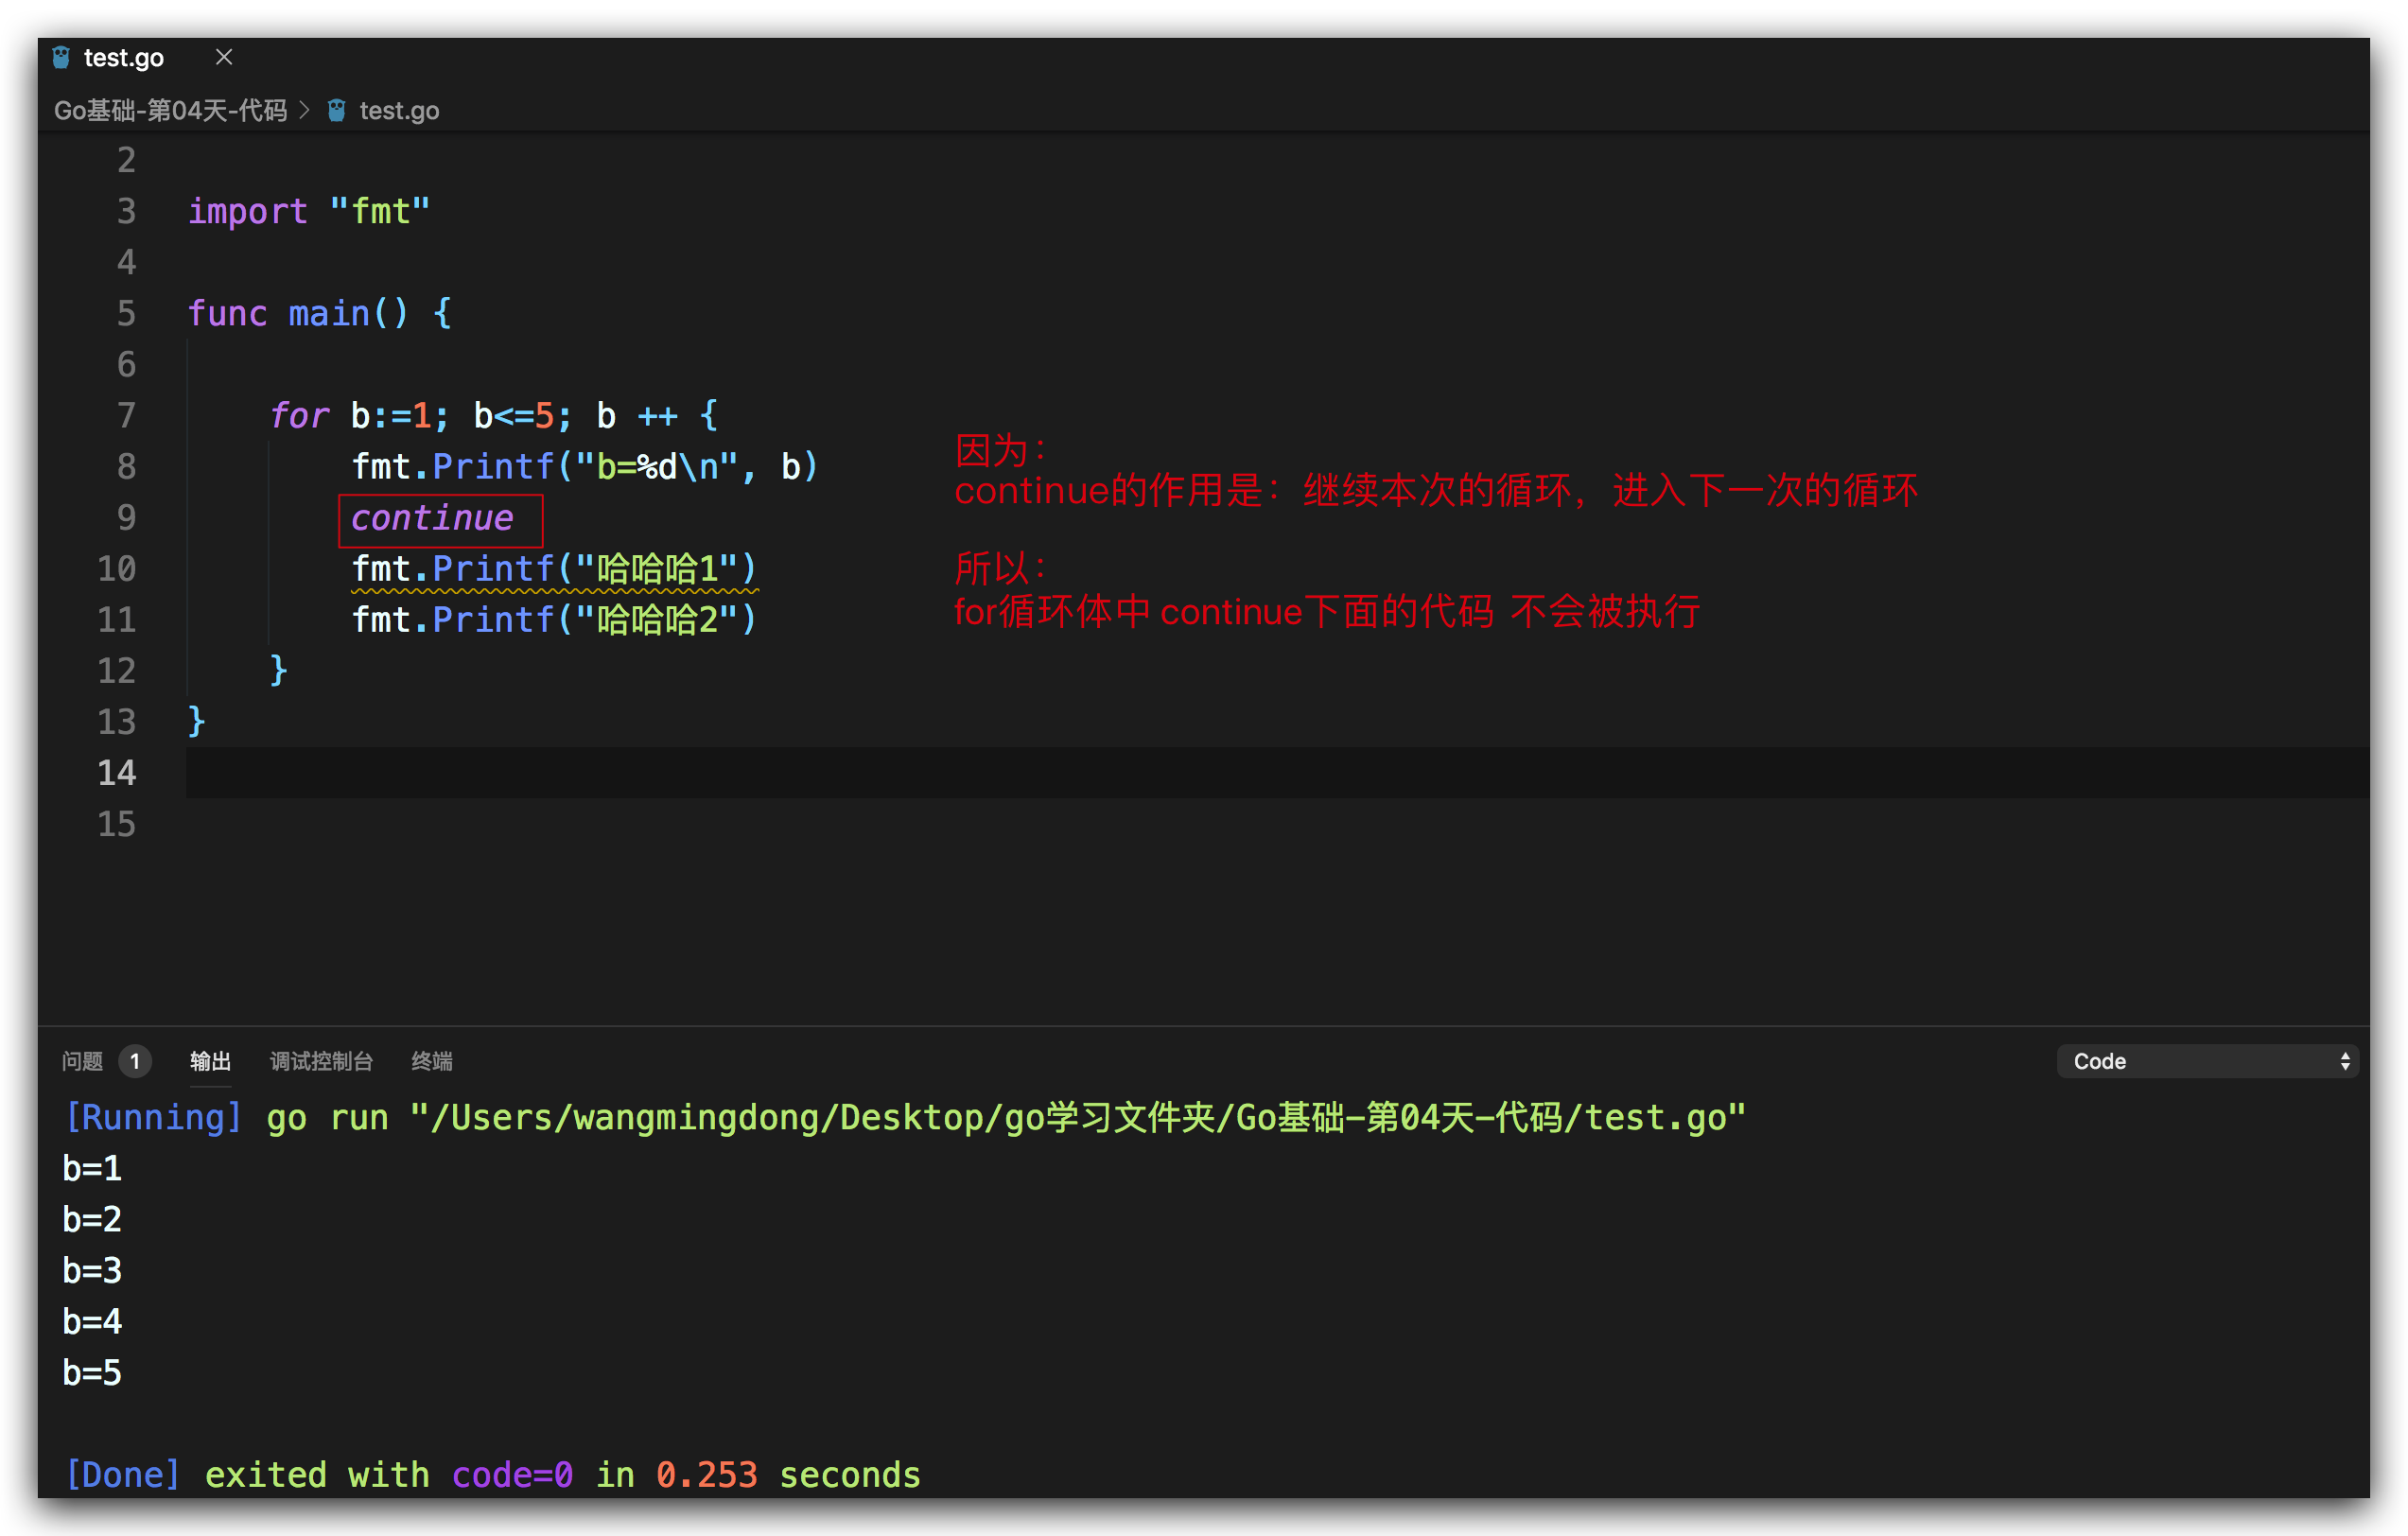 test.go
Go基础-第04天-代码 > test.go
2
3 import "fmt"
4
5 func main() {
6
7 for b:=1; b<=5; b ++ {
8 fmt.Printf("b=%d\n", b)
9 continue
10 fmt.Printf("哈哈哈1")
11 fmt.Printf("哈哈哈2")
12 }
13 }
14
15
因为：
continue的作用是：继续本次的循环，进入下一次的循环
所以：
for循环体中 continue下面的代码 不会被执行
问题 1 输出 调试控制台 终端 Code
[Running] go run "/Users/wangmingdong/Desktop/go学习文件夹/Go基础-第04天-代码/test.go"
b=1
b=2
b=3
b=4
b=5
[Done] exited with code=0 in 0.253 seconds